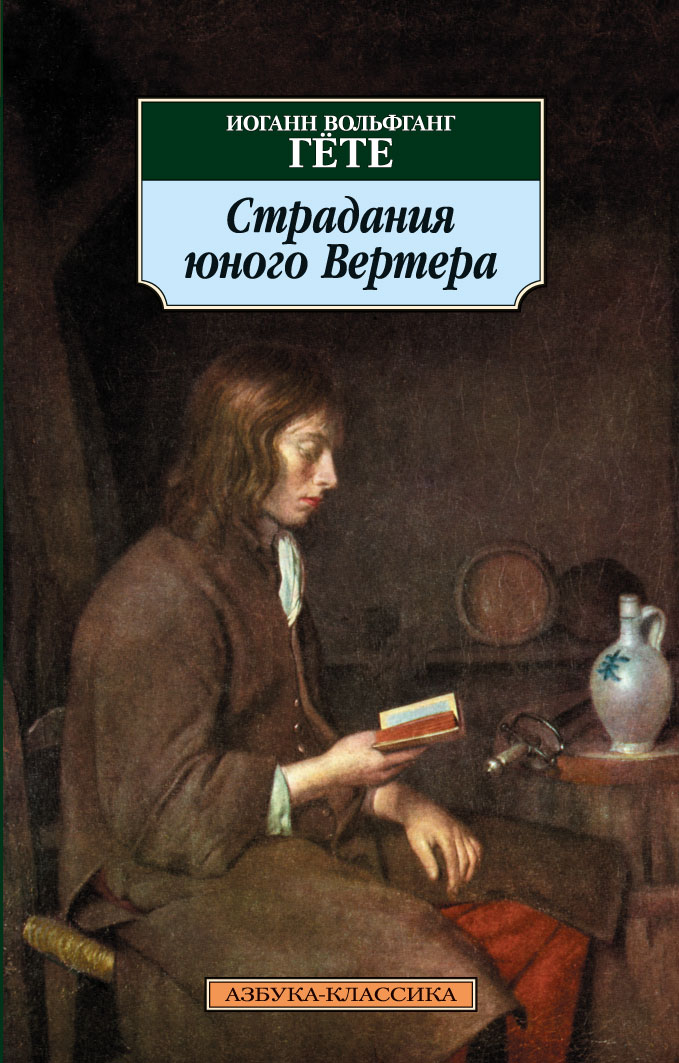 ИОГАНН ВОЛЬФГАНГ
ГЁТЕ
Страдания
юного Вертера
АЗБУКА-КЛАССИКА